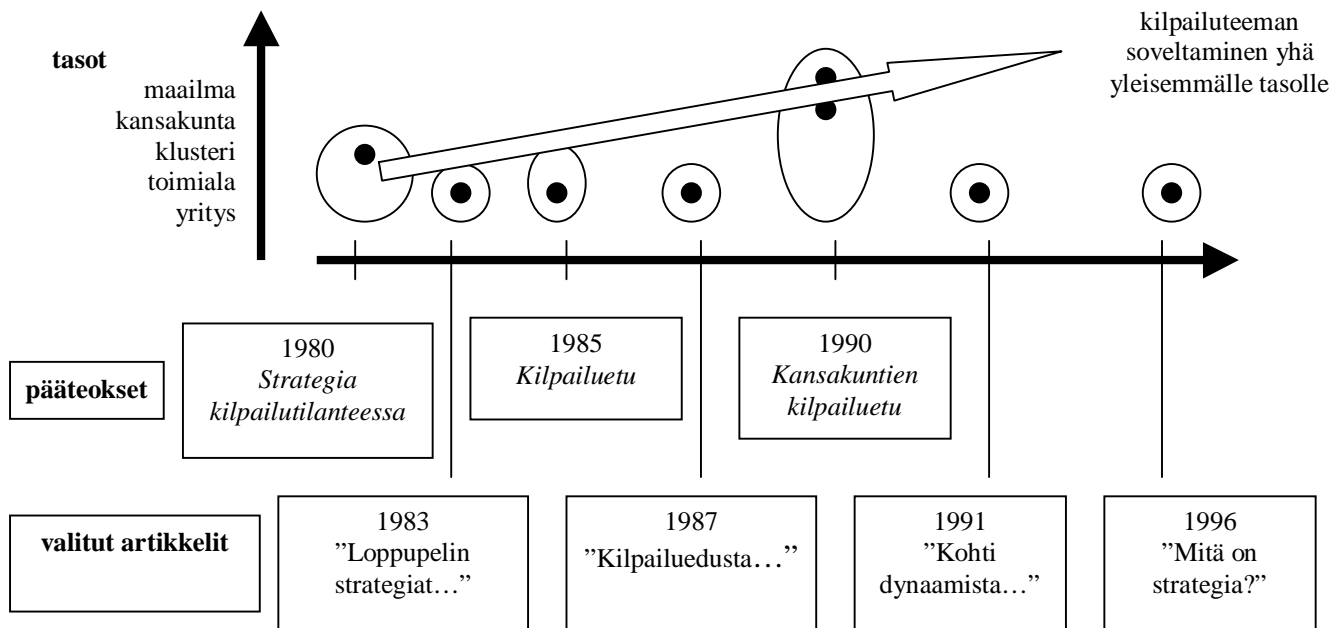 kilpailuteeman
soveltaminen yhä
yleisemmälle tasolle
tasot
maailma
kansakunta
klusteri
toimiala
yritys
pääteokset
1980
Strategia
kilpailutilanteessa
1985
Kilpailuetu
1990
Kansakuntien
kilpailuetu
valitut artikkelit
1983
”Loppupelin
strategiat…”
1987
”Kilpailuedusta…”
1991
”Kohti
dynaamista…”
1996
”Mitä on
strategia?”